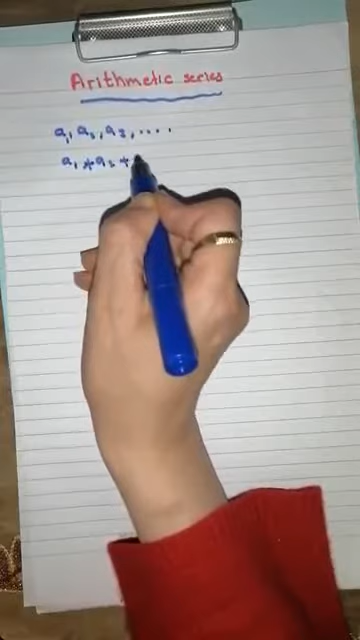 Arithmetic series
a₁, a₂, a₃, ....
a₁ + a₂ +